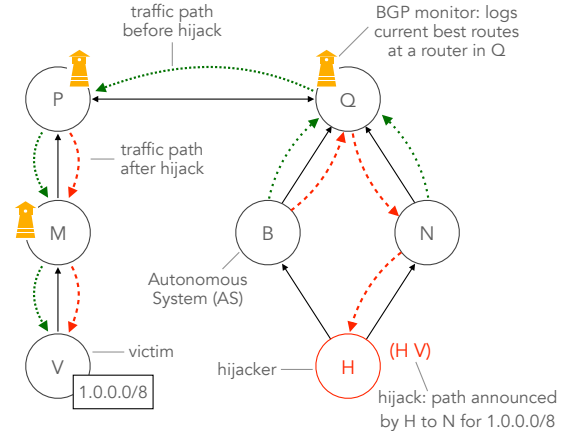 traffic path
before hijack
BGP monitor: logs
current best routes
at a router in Q
P
Q
traffic path
after hijack
M
B
N
Autonomous
System (AS)
V
victim
1.0.0.0/8
hijacker
H
(H V)
hijack: path announced
by H to N for 1.0.0.0/8